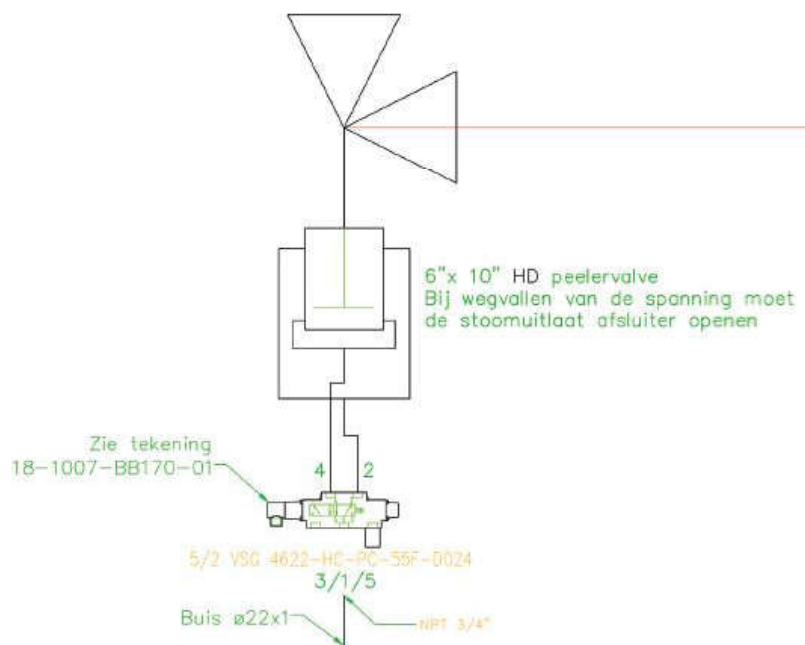 6"x 10" HD peelervalve
Bij wegvallen van de spanning moet
de stoomuitlaat afsluiter openen
Zie tekening
18-1007-BB170-01
4 2
5/2 VSG 4622-HC-PC-55F-D024
3/1/5
Buis ø22x1
NPT 3/4"